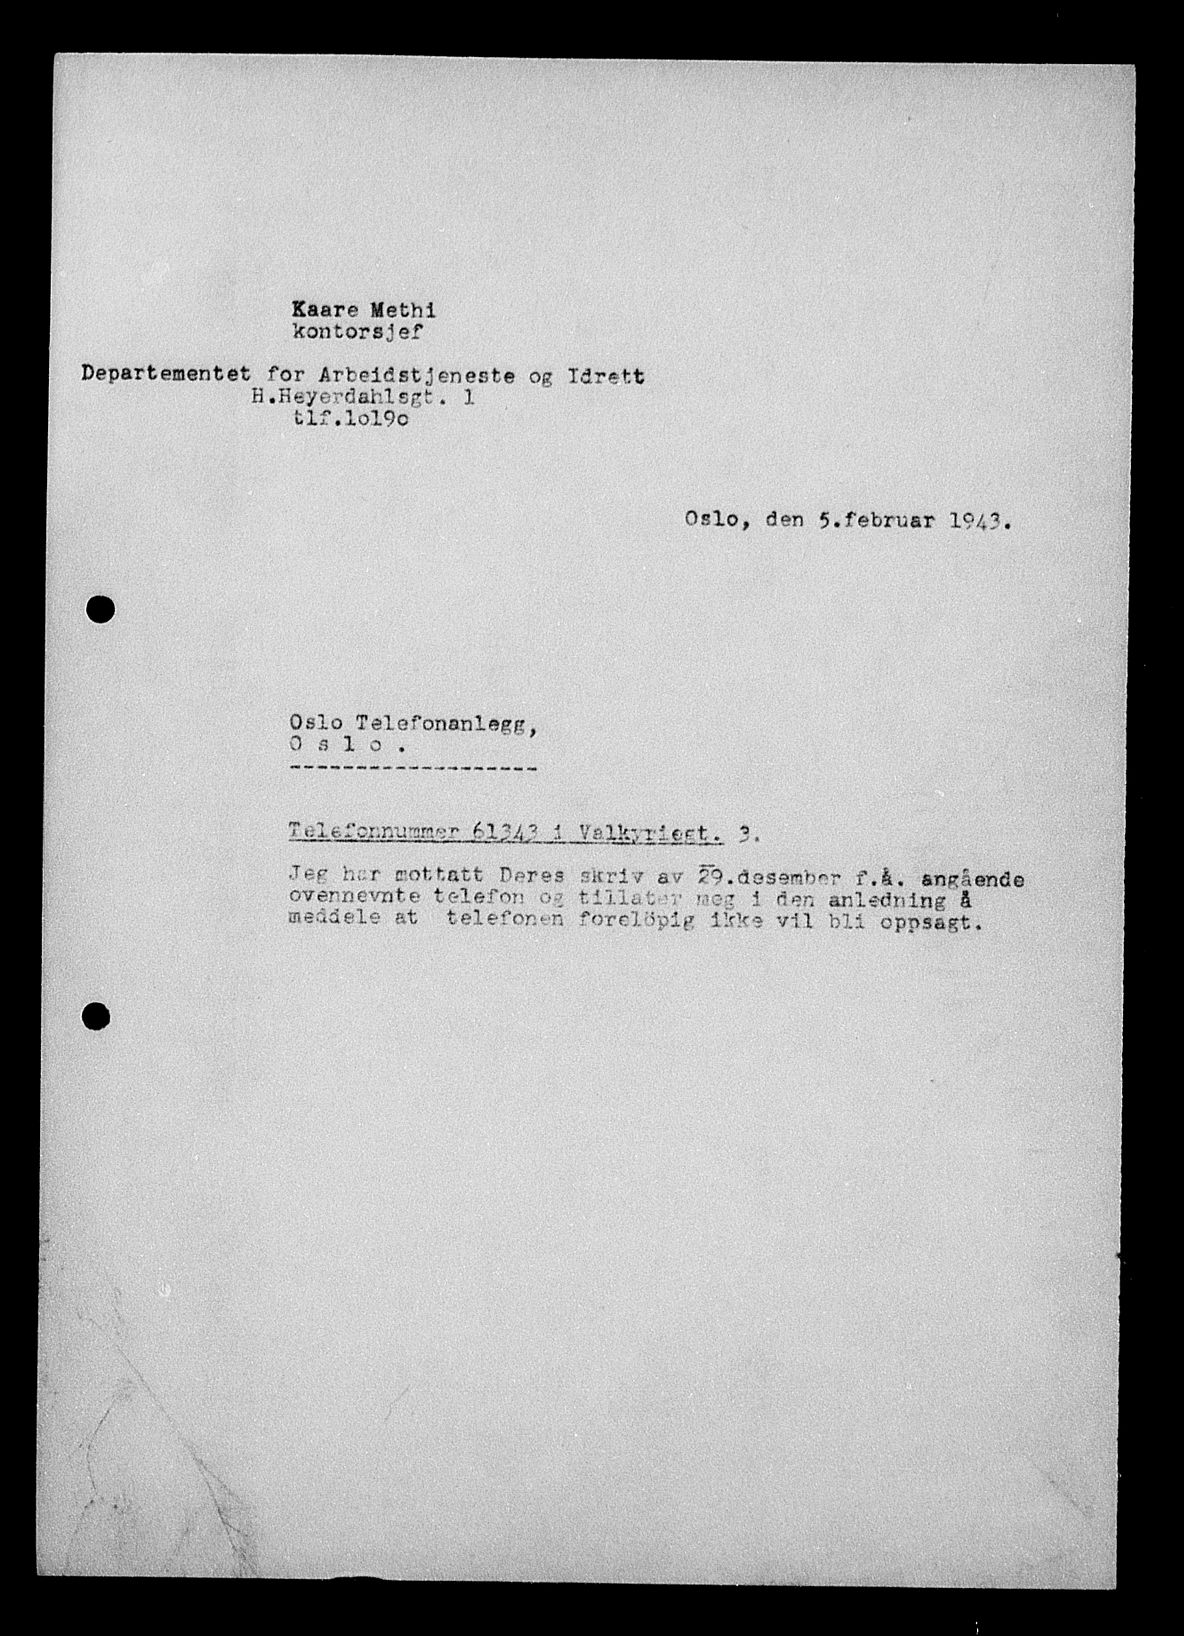 Kaare Methi
kontorsjef
Departementet for Arbeidstjeneste og Idrett
H.Heyerdahlsgt. 1
tlf.lo19o
Oslo, den 5.februar 1943.
Oslo Telefonanlegg,
O s l o .
-------------------
Telefonnummer 61343 i Valkyriegt. 3.
Jeg har mottatt Deres skriv av 29.desember f.å. angående
ovennevnte telefon og tillater meg i den anledning å
meddele at telefonen forelöpig ikke vil bli oppsagt.